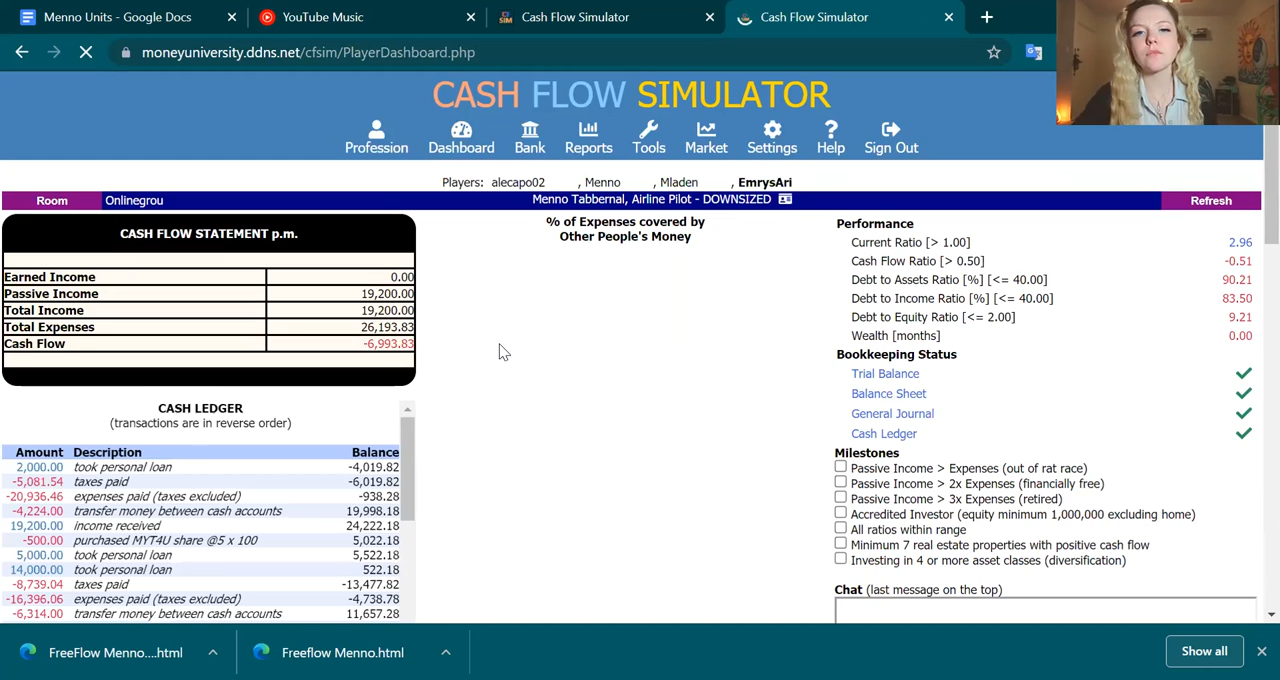 Menno Units - Google Docs
YouTube Music
Cash Flow Simulator
Cash Flow Simulator
moneyuniversity.ddns.net/cfsim/PlayerDashboard.php
CASH FLOW SIMULATOR
Profession
Dashboard
Bank
Reports
Tools
Market
Settings
Help
Sign Out
Players: alecapo02 , Menno , Mladen , EmrysAri
Room Onlinegrou Menno Tabbernal, Airline Pilot - DOWNSIZED Refresh
CASH FLOW STATEMENT p.m.
Earned Income 0.00
Passive Income 19,200.00
Total Income 19,200.00
Total Expenses 26,193.83
Cash Flow -6,993.83
CASH LEDGER
(transactions are in reverse order)
Amount Description Balance
2,000.00 took personal loan -4,019.82
-5,081.54 taxes paid -6,019.82
-20,936.46 expenses paid (taxes excluded) -938.28
-4,224.00 transfer money between cash accounts 19,998.18
19,200.00 income received 24,222.18
-500.00 purchased MYT4U share @5 x 100 5,022.18
5,000.00 took personal loan 5,522.18
14,000.00 took personal loan 522.18
-8,739.04 taxes paid -13,477.82
-16,396.06 expenses paid (taxes excluded) -4,738.78
-6,314.00 transfer money between cash accounts 11,657.28
% of Expenses covered by
Other People's Money
Performance
Current Ratio [> 1.00] 2.96
Cash Flow Ratio [> 0.50] -0.51
Debt to Assets Ratio [%] [<= 40.00] 90.21
Debt to Income Ratio [%] [<= 40.00] 83.50
Debt to Equity Ratio [<= 2.00] 9.21
Wealth [months] 0.00
Bookkeeping Status
Trial Balance
Balance Sheet
General Journal
Cash Ledger
Milestones
Passive Income > Expenses (out of rat race)
Passive Income > 2x Expenses (financially free)
Passive Income > 3x Expenses (retired)
Accredited Investor (equity minimum 1,000,000 excluding home)
All ratios within range
Minimum 7 real estate properties with positive cash flow
Investing in 4 or more asset classes (diversification)
Chat (last message on the top)
FreeFlow Menno....html
Freeflow Menno.html
Show all